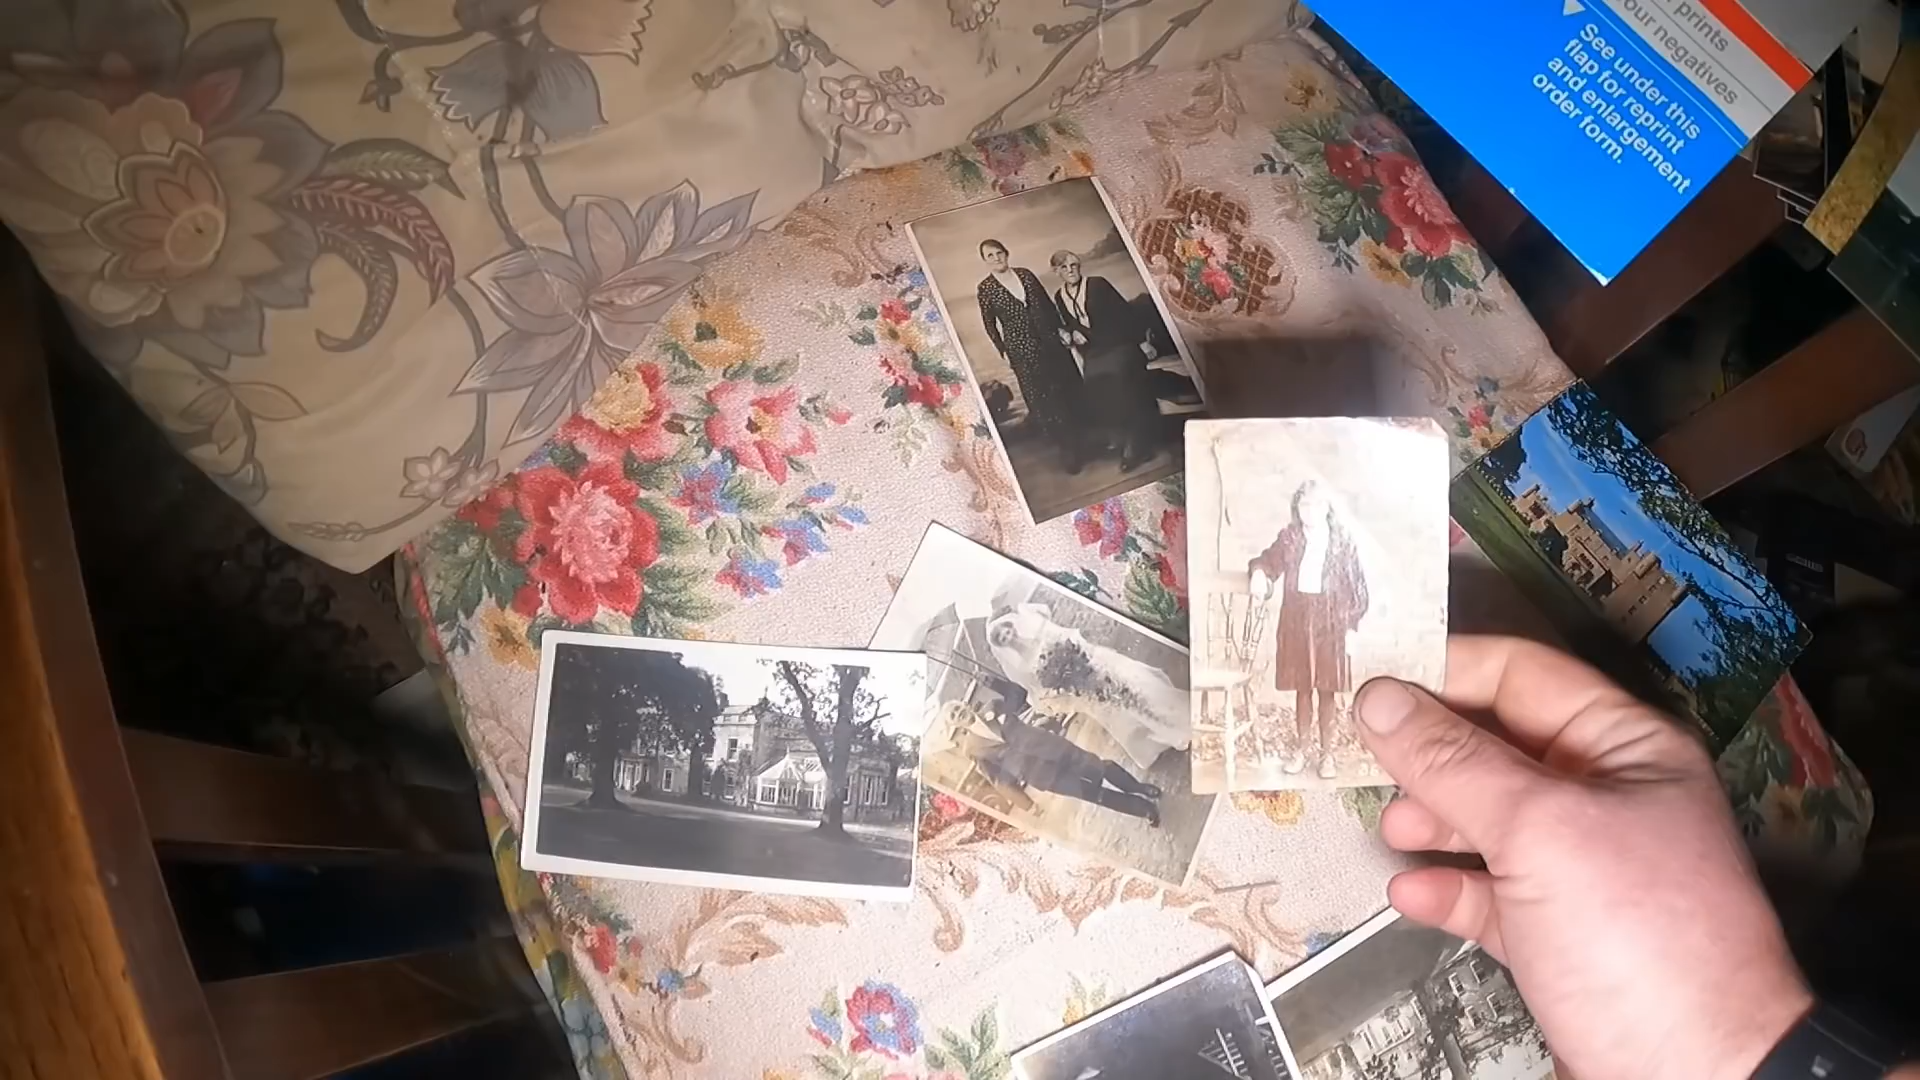 prints
our negatives
See under this
flap for reprint
and enlargement
order form.